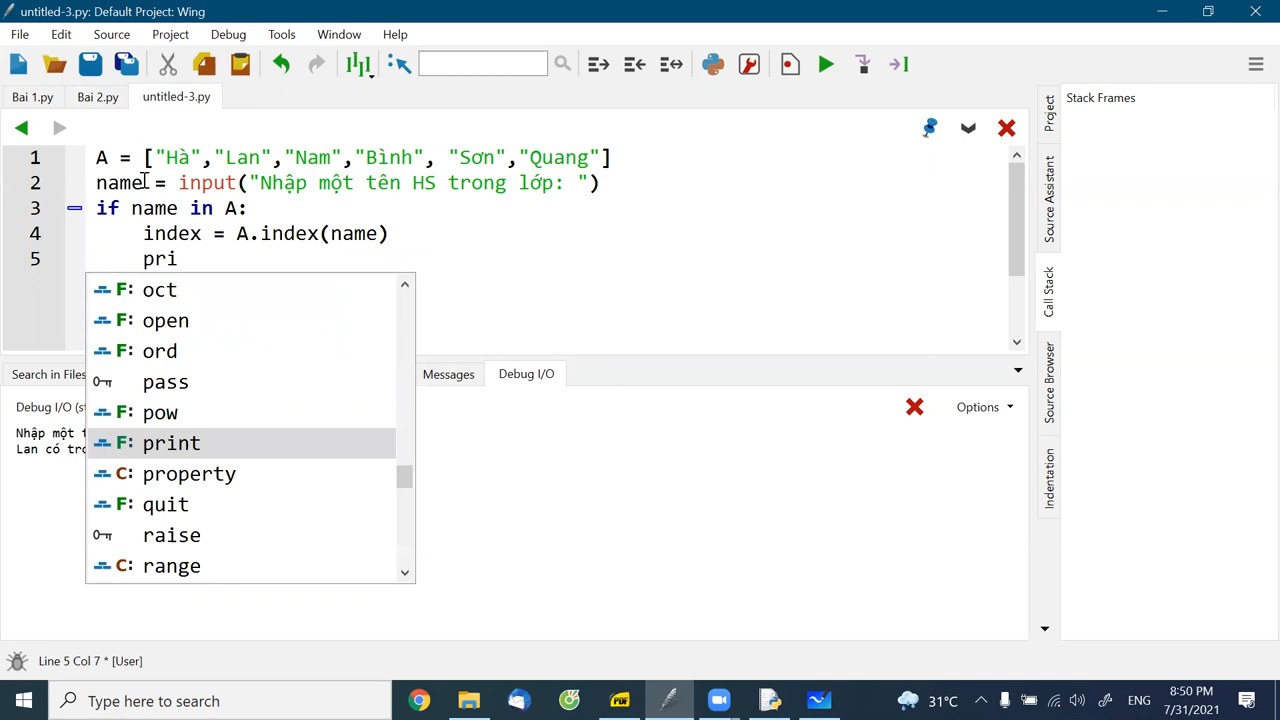 untitled-3.py: Default Project: Wing
File Edit Source Project Debug Tools Window Help
Bai 1.py Bai 2.py untitled-3.py
Stack Frames
1 A = ["Hà","Lan","Nam","Bình", "Sơn","Quang"]
2 name = input("Nhập một tên HS trong lớp: ")
3 if name in A:
4 index = A.index(name)
5 pri
F: oct
F: open
F: ord
pass
F: pow
F: print
C: property
F: quit
raise
C: range
Project
Source Assistant
Call Stack
Source Browser
Indentation
Search in Files Messages Debug I/O
Debug I/O (st
Options
Nhập một
Lan có
Line 5 Col 7 * [User]
Type here to search
PDF
31°C
ENG
8:50 PM
7/31/2021